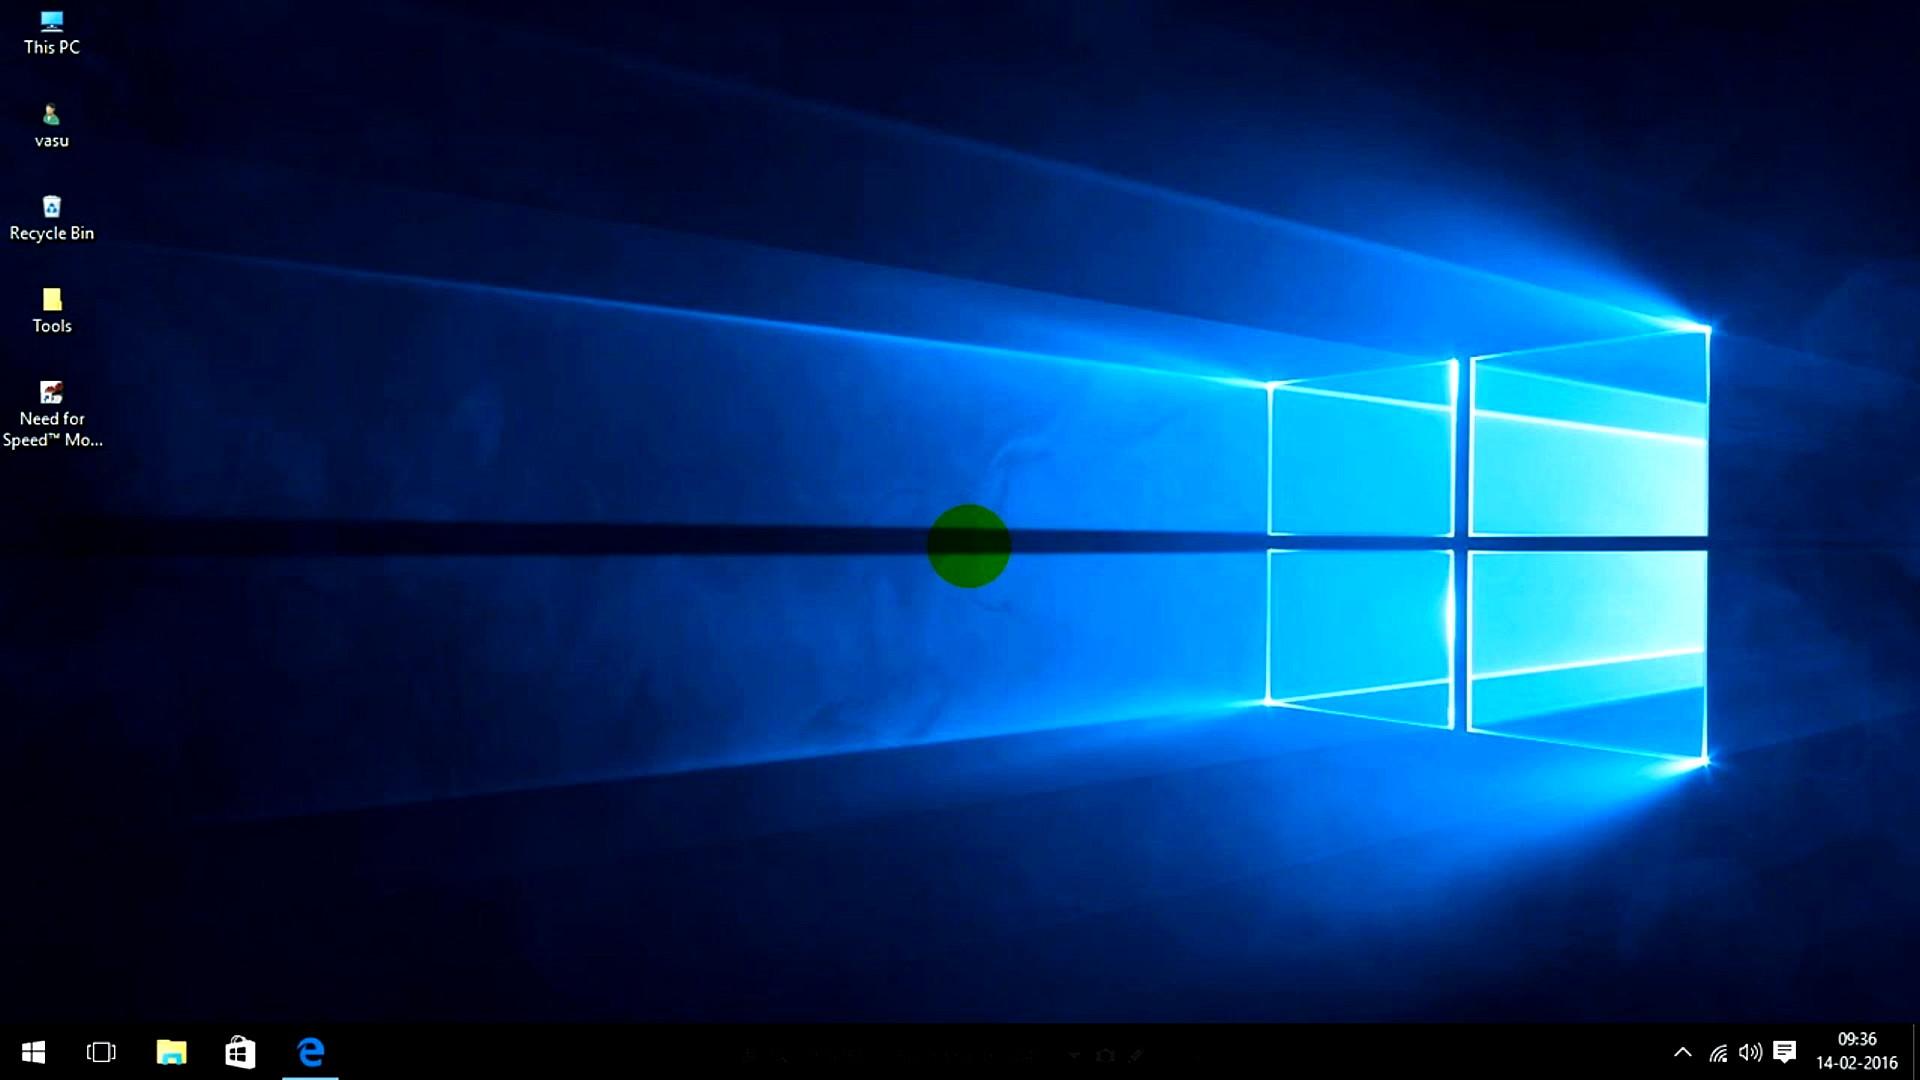 This PC
vasu
Recycle Bin
Tools
Need for
Speed™ Mo...
09:36
14-02-2016